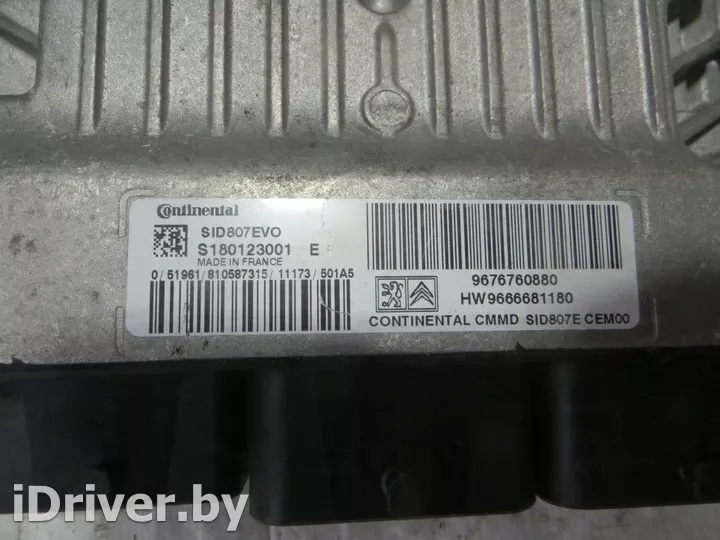 Continental
SID807EVO
S180123001 E
MADE IN FRANCE
0/51961/810587315/11173/501A5
9676760880
HW9666681180
CONTINENTAL CMMD SID807E CEM00
iDriver.by